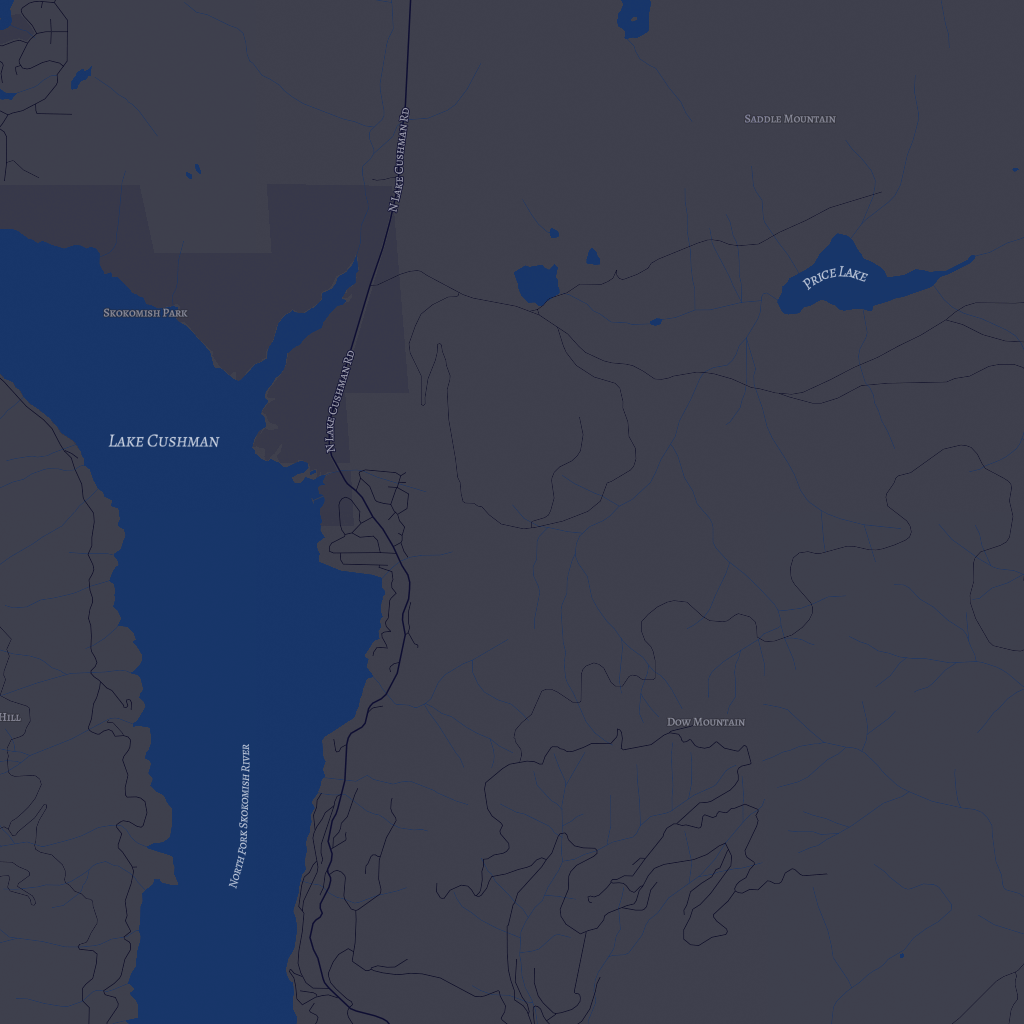 Saddle Mountain
N Lake Cushman Rd
Price Lake
Skokomish Park
N Lake Cushman Rd
Lake Cushman
Hill
Dow Mountain
North Fork Skokomish River